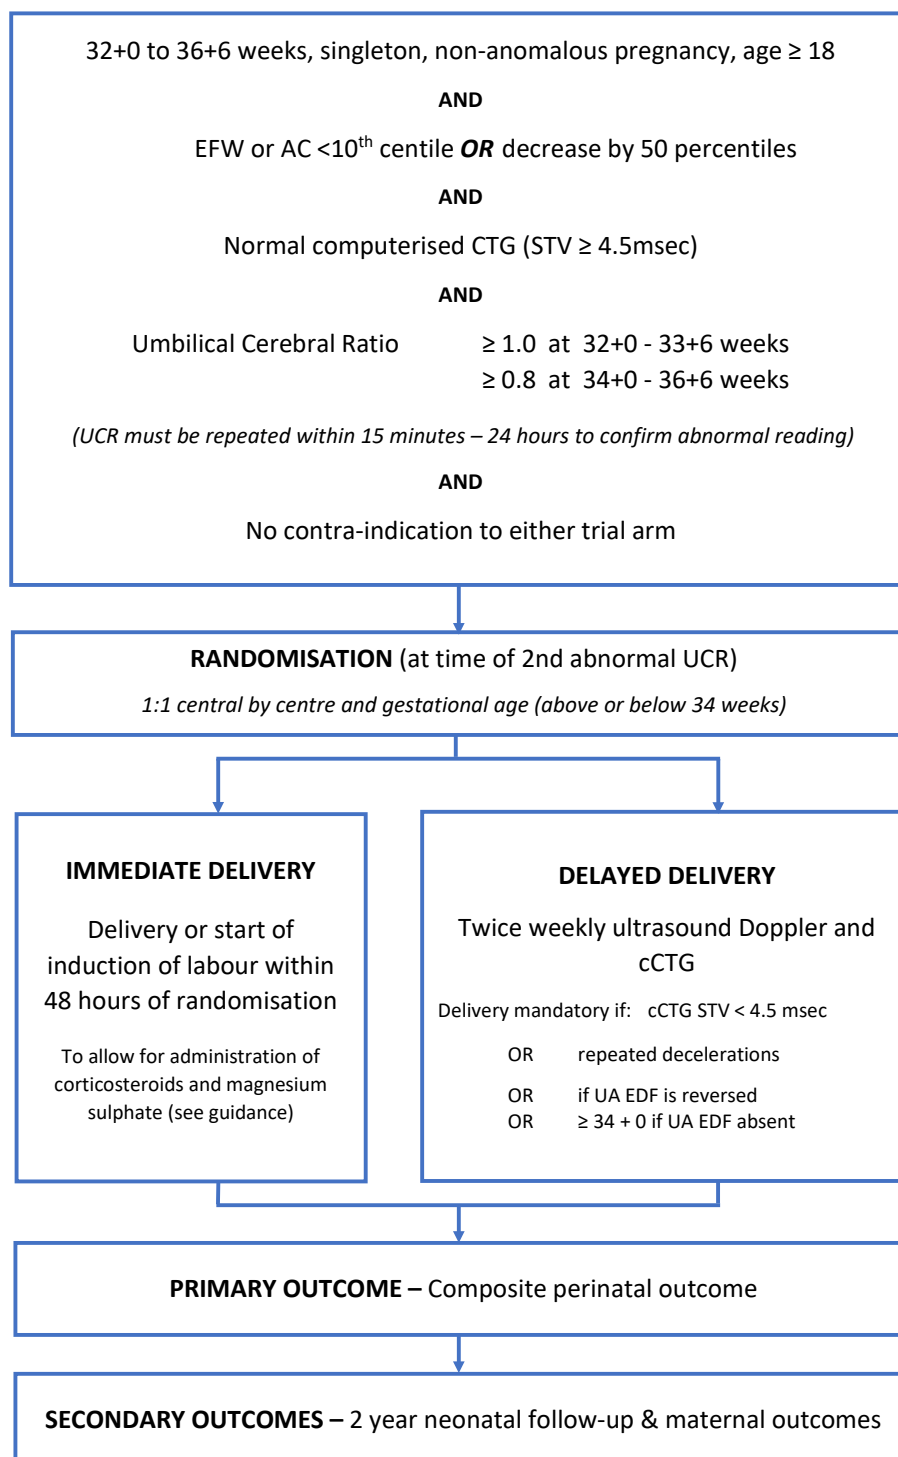 32+0 to 36+6 weeks, singleton, non-anomalous pregnancy, age ≥ 18
AND
EFW or AC <10th centile OR decrease by 50 percentiles
AND
Normal computerised CTG (STV ≥ 4.5msec)
AND
Umbilical Cerebral Ratio ≥ 1.0 at 32+0 - 33+6 weeks
≥ 0.8 at 34+0 - 36+6 weeks
(UCR must be repeated within 15 minutes – 24 hours to confirm abnormal reading)
AND
No contra-indication to either trial arm
RANDOMISATION (at time of 2nd abnormal UCR)
1:1 central by centre and gestational age (above or below 34 weeks)
IMMEDIATE DELIVERY
Delivery or start of
induction of labour within
48 hours of randomisation
To allow for administration of
corticosteroids and magnesium
sulphate (see guidance)
DELAYED DELIVERY
Twice weekly ultrasound Doppler and
cCTG
Delivery mandatory if: cCTG STV < 4.5 msec
OR repeated decelerations
OR if UA EDF is reversed
OR ≥ 34 + 0 if UA EDF absent
PRIMARY OUTCOME – Composite perinatal outcome
SECONDARY OUTCOMES – 2 year neonatal follow-up & maternal outcomes